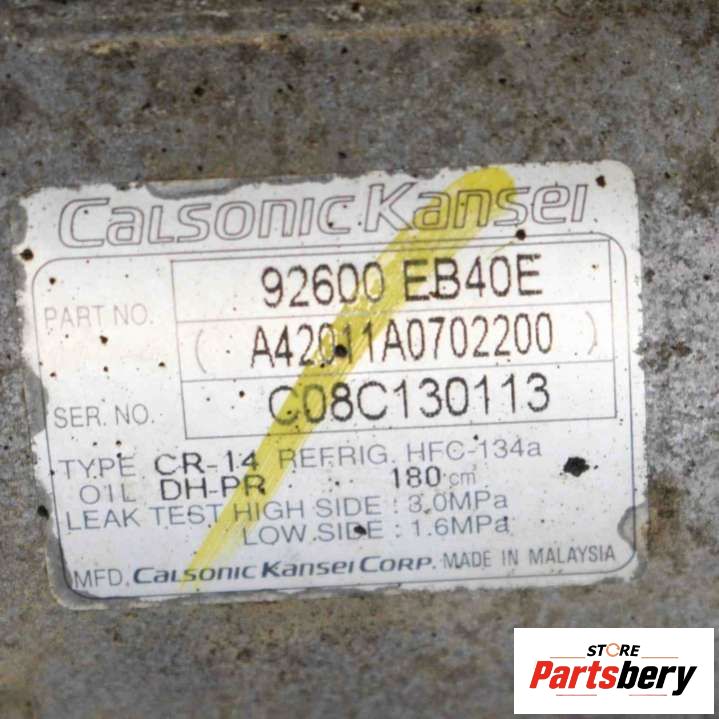 CALSONIC KANSEI
PART NO. 92600 EB40E
( A42011A0702200 )
SER. NO. C08C130113
TYPE CR-14 REFRIG. HFC-134a
OIL DH-PR 180 cm³
LEAK TEST HIGH SIDE : 3.0MPa
LOW SIDE : 1.6MPa
MFD. CALSONIC KANSEI CORP. MADE IN MALAYSIA
STORE
Partsbery